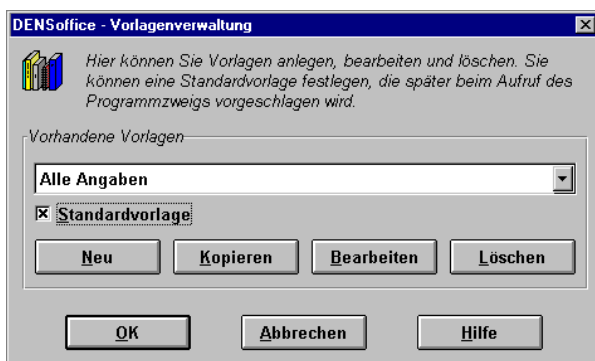 DENSoffice - Vorlagenverwaltung
Hier können Sie Vorlagen anlegen, bearbeiten und löschen. Sie
können eine Standardvorlage festlegen, die später beim Aufruf des
Programmzweigs vorgeschlagen wird.
Vorhandene Vorlagen
Alle Angaben
Standardvorlage
Neu Kopieren Bearbeiten Löschen
OK Abbrechen Hilfe